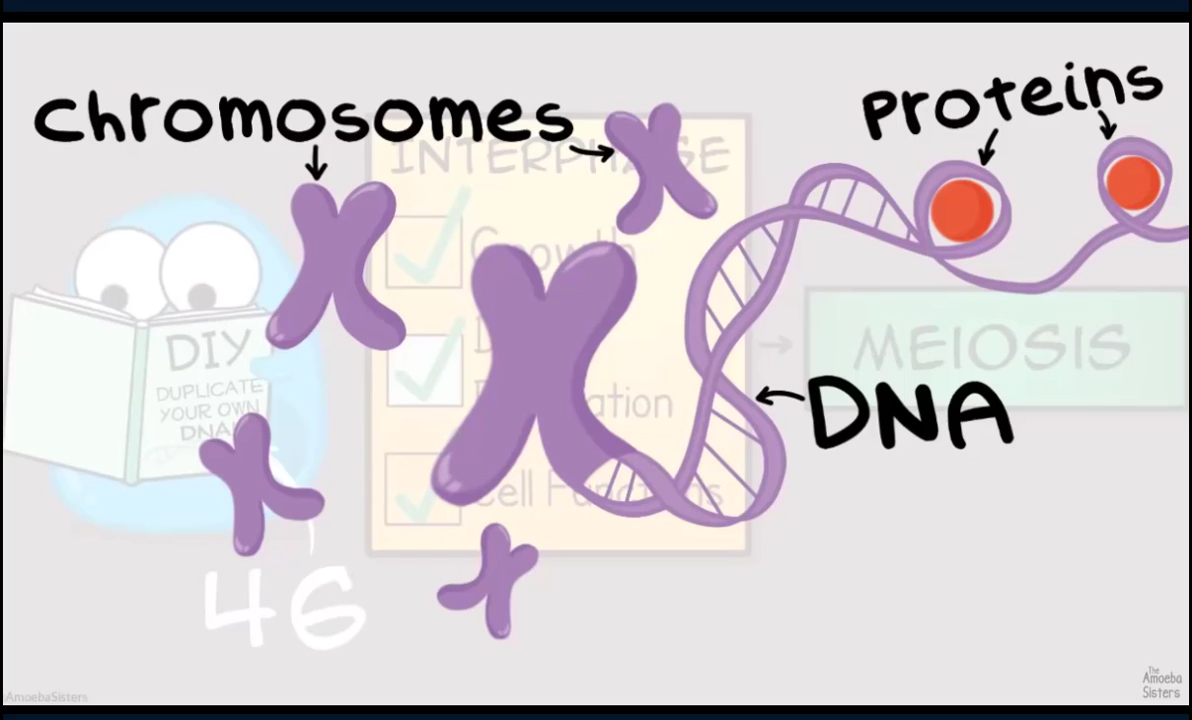 chromosomes
proteins
INTERPHASE
Growth
DIY
DUPLICATE
YOUR OWN
DNA!
MEIOSIS
DNA
Cell Functions
46
AmoebaSisters
The
Amoeba
Sisters